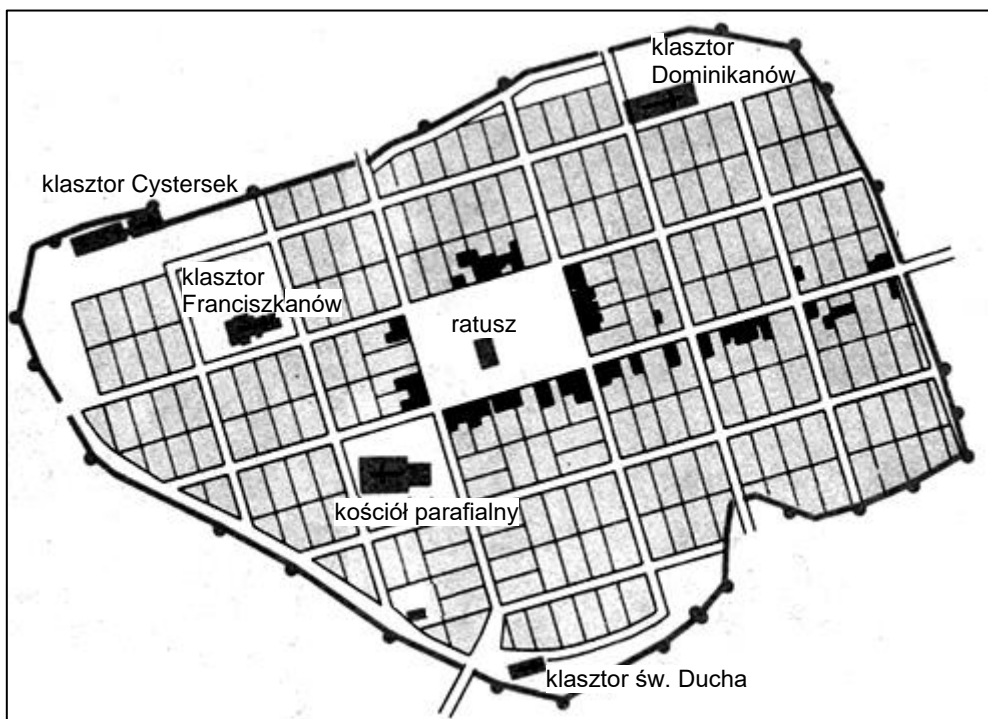 klasztor
Dominikanów
klasztor Cystersek
klasztor
Franciszkanów
ratusz
kościół parafialny
klasztor św. Ducha